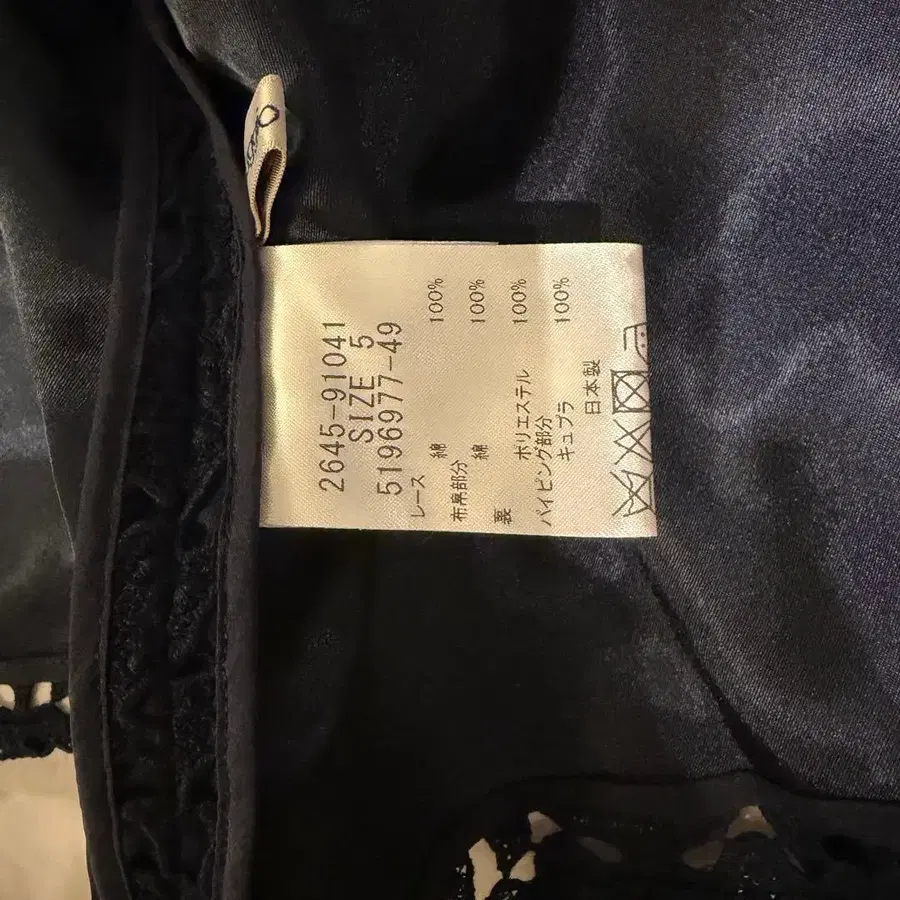 2645-91041
SIZE 5
5196977-49
レース
綿 100%
布帛部分
綿 100%
裏
ポリエステル 100%
パイピング部分
キュプラ 100%
日本製